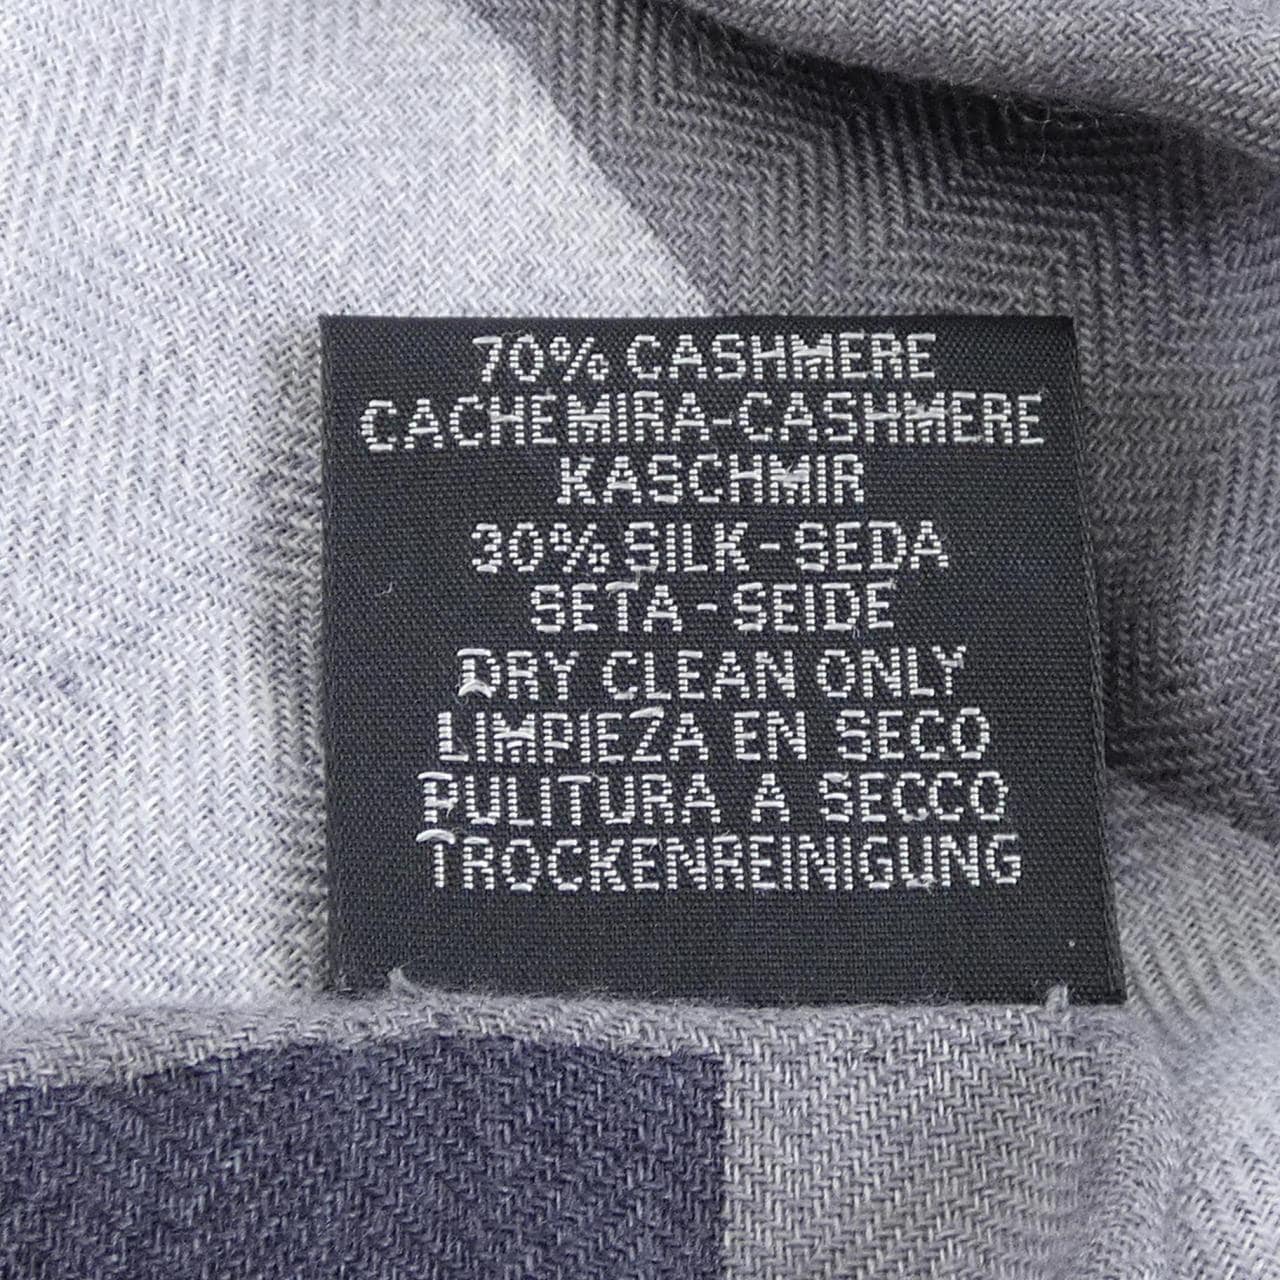 70% CASHMERE
CACHEMIRA-CASHMERE
KASCHMIR
30% SILK - SEDA
SETA - SEIDE
DRY CLEAN ONLY
LIMPIEZA EN SECO
PULITURA A SECCO
TROCKENREINIGUNG